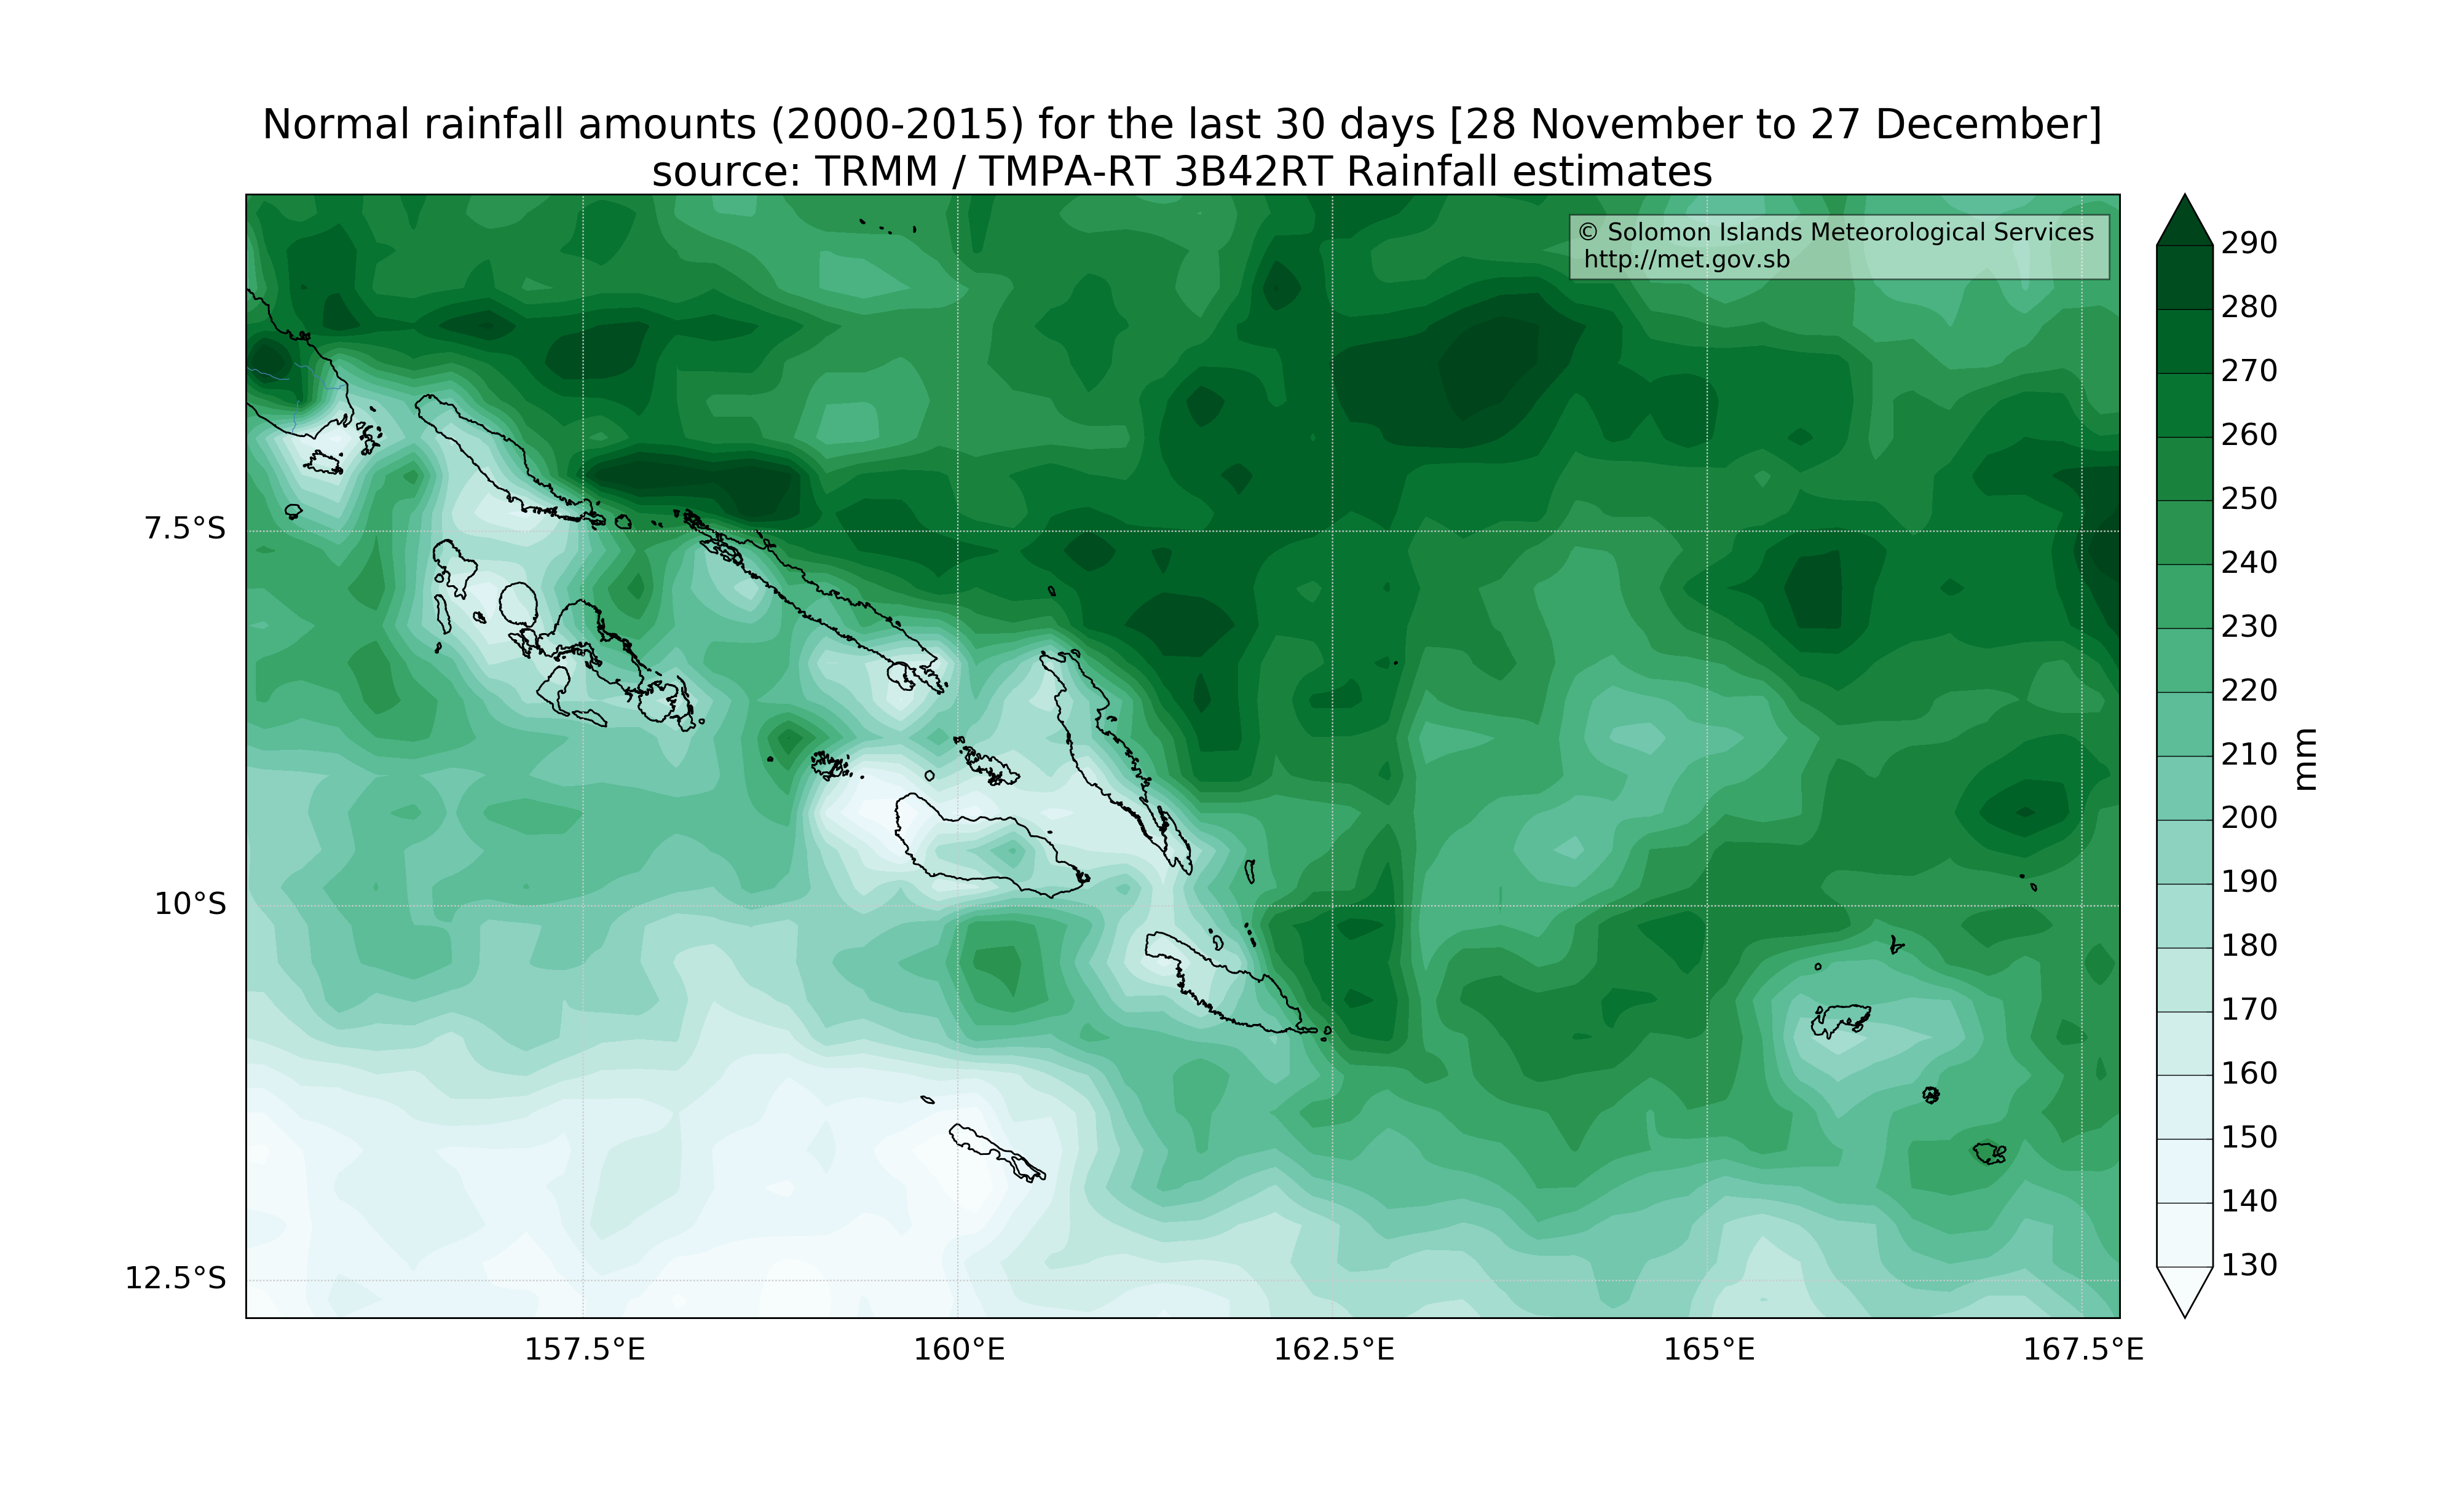 Normal rainfall amounts (2000-2015) for the last 30 days [28 November to 27 December]
source: TRMM / TMPA-RT 3B42RT Rainfall estimates
© Solomon Islands Meteorological Services
http://met.gov.sb
7.5°S
10°S
12.5°S
157.5°E
160°E
162.5°E
165°E
167.5°E
290
280
270
260
250
240
230
220
210
200
190
180
170
160
150
140
130
mm